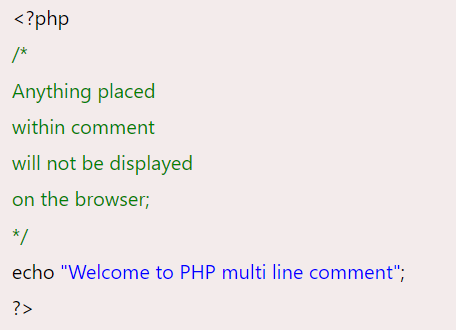 <?php
/*
Anything placed
within comment
will not be displayed
on the browser;
*/
echo "Welcome to PHP multi line comment";
?>